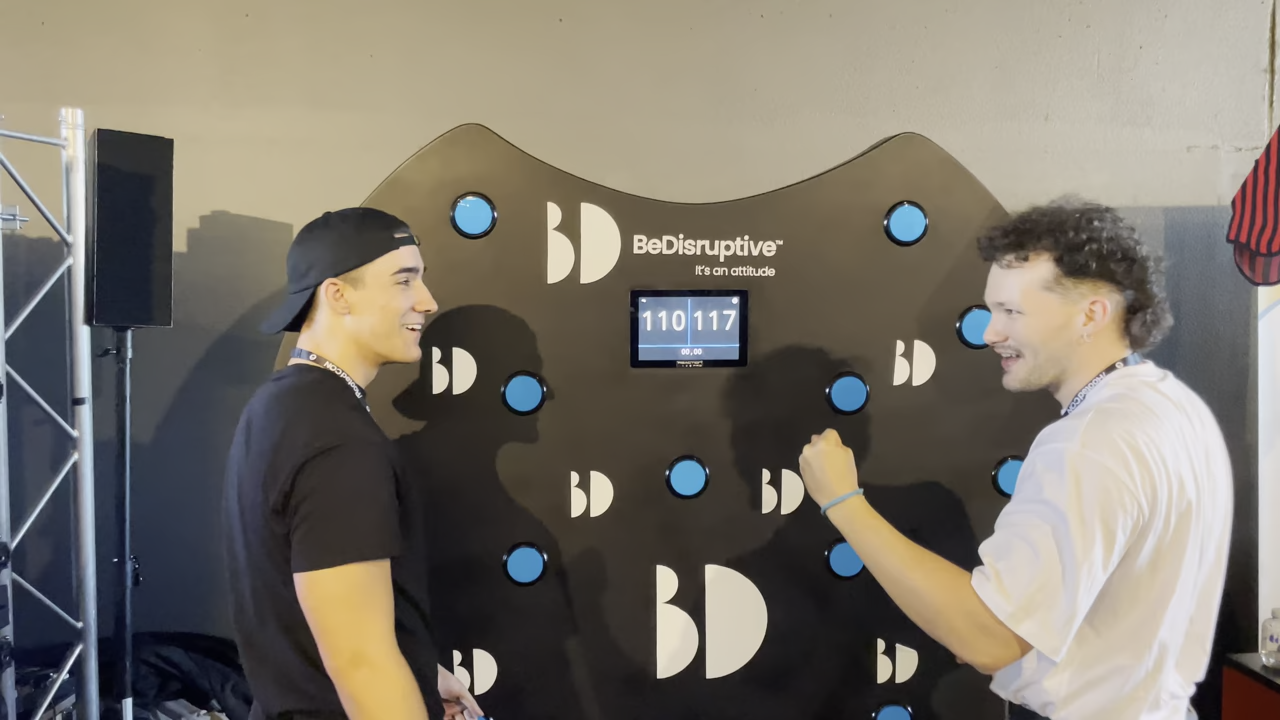 BD
BeDisruptive™
It's an attitude
110 117
00,00
BD
BD
BD
BD
BD
BD
BD